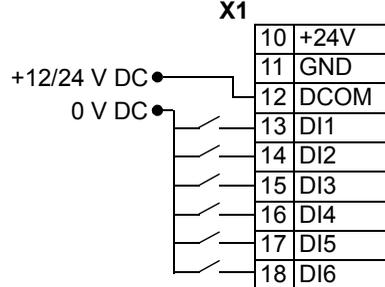 X1
10 +24V
11 GND
+12/24 V DC
12 DCOM
0 V DC
13 DI1
14 DI2
15 DI3
16 DI4
17 DI5
18 DI6